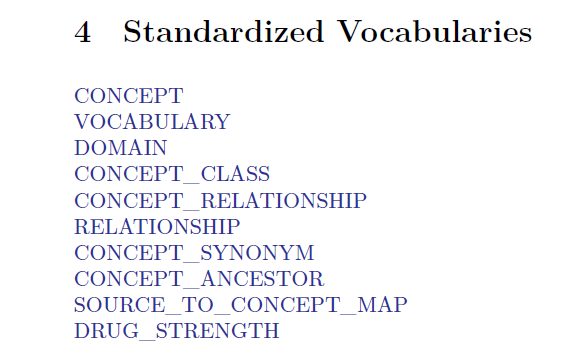 4 Standardized Vocabularies
CONCEPT
VOCABULARY
DOMAIN
CONCEPT_CLASS
CONCEPT_RELATIONSHIP
RELATIONSHIP
CONCEPT_SYNONYM
CONCEPT_ANCESTOR
SOURCE_TO_CONCEPT_MAP
DRUG_STRENGTH